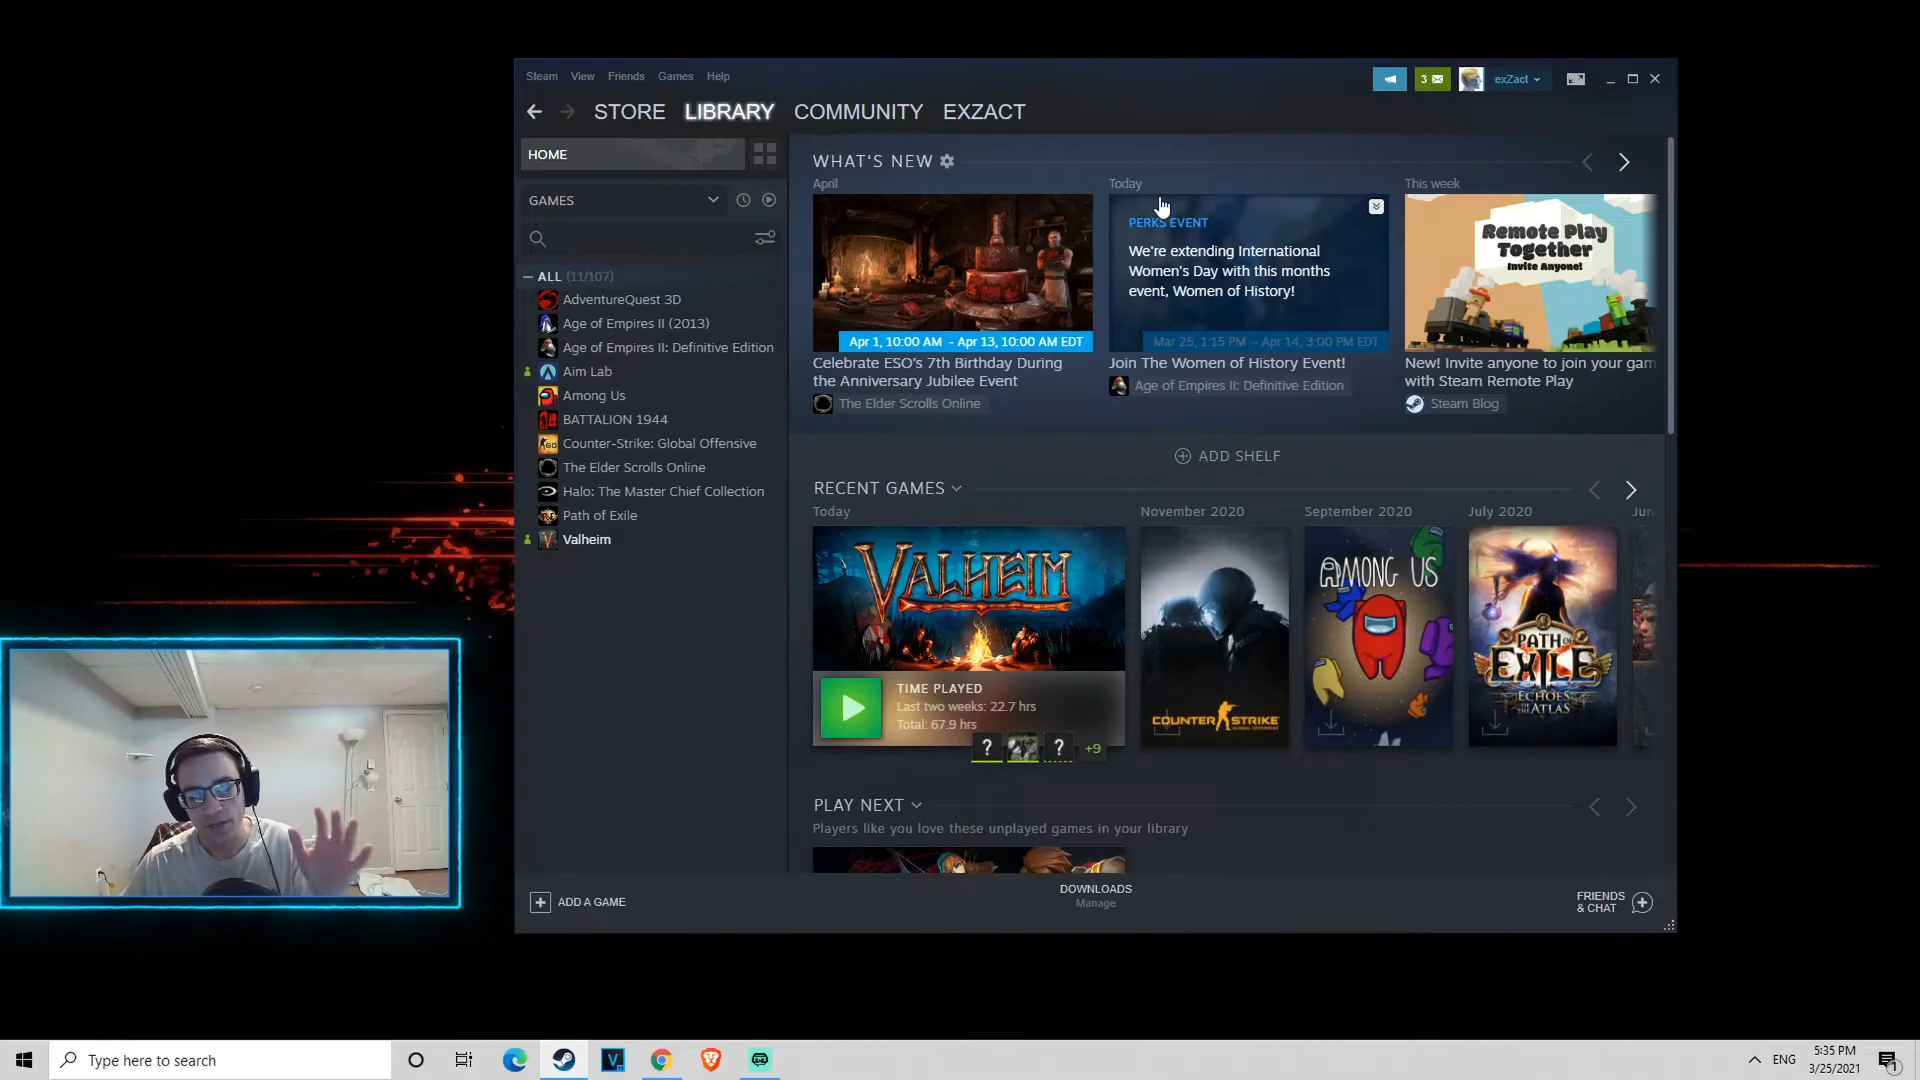 Steam View Friends Games Help
3
exZact
STORE LIBRARY COMMUNITY EXZACT
HOME
GAMES
ALL (11/107)
AdventureQuest 3D
Age of Empires II (2013)
Age of Empires II: Definitive Edition
Aim Lab
Among Us
BATTALION 1944
Counter-Strike: Global Offensive
The Elder Scrolls Online
Halo: The Master Chief Collection
Path of Exile
Valheim
WHAT'S NEW
April
Apr 1, 10:00 AM - Apr 13, 10:00 AM EDT
Celebrate ESO's 7th Birthday During
the Anniversary Jubilee Event
The Elder Scrolls Online
Today
PERKS EVENT
We're extending International
Women's Day with this months
event, Women of History!
Mar 25, 1:15 PM - Apr 14, 3:00 PM EDT
Join The Women of History Event!
Age of Empires II: Definitive Edition
This week
Remote Play
Together
Invite Anyone!
New! Invite anyone to join your gam
with Steam Remote Play
Steam Blog
ADD SHELF
RECENT GAMES
Today
VALHEIM
TIME PLAYED
Last two weeks: 22.7 hrs
Total: 67.9 hrs
? ? +9
November 2020
COUNTER STRIKE
GLOBAL OFFENSIVE
September 2020
AMONG US
July 2020
PATH OF
EXILE
ECHOES
OF THE ATLAS
Jun
PLAY NEXT
Players like you love these unplayed games in your library
ADD A GAME
DOWNLOADS
Manage
FRIENDS
& CHAT
Type here to search
V
ENG
5:35 PM
3/25/2021
1